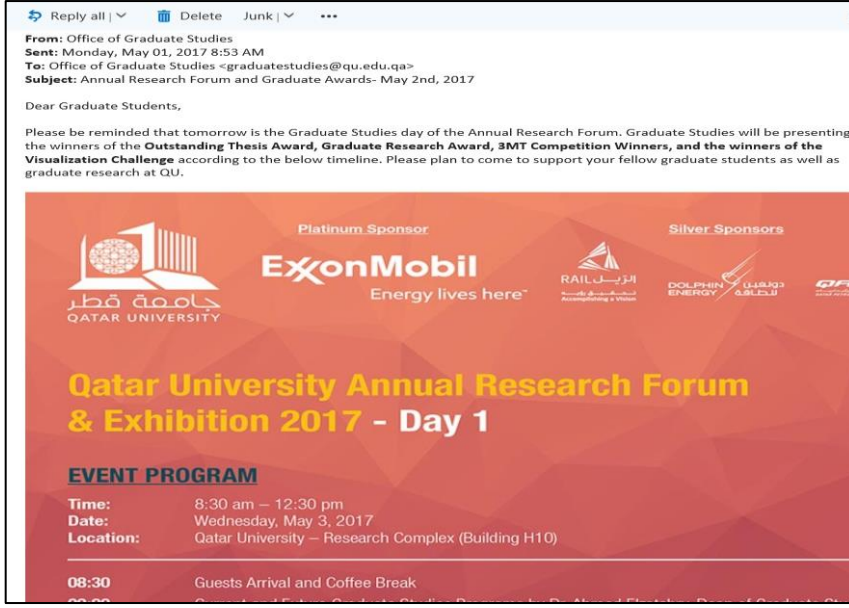 Reply all | Delete Junk | ...
From: Office of Graduate Studies
Sent: Monday, May 01, 2017 8:53 AM
To: Office of Graduate Studies <graduatestudies@qu.edu.qa>
Subject: Annual Research Forum and Graduate Awards- May 2nd, 2017
Dear Graduate Students,
Please be reminded that tomorrow is the Graduate Studies day of the Annual Research Forum. Graduate Studies will be presenting
the winners of the Outstanding Thesis Award, Graduate Research Award, 3MT Competition Winners, and the winners of the
Visualization Challenge according to the below timeline. Please plan to come to support your fellow graduate students as well as
graduate research at QU.
Platinum Sponsor
Silver Sponsors
جامعة قطر
QATAR UNIVERSITY
ExxonMobil
Energy lives here™
RAIL الريل
Accomplishing a Vision
DOLPHIN ENERGY
دولفين للطاقة
Qatar University Annual Research Forum
& Exhibition 2017 - Day 1
EVENT PROGRAM
Time: 8:30 am – 12:30 pm
Date: Wednesday, May 3, 2017
Location: Qatar University – Research Complex (Building H10)
08:30 Guests Arrival and Coffee Break